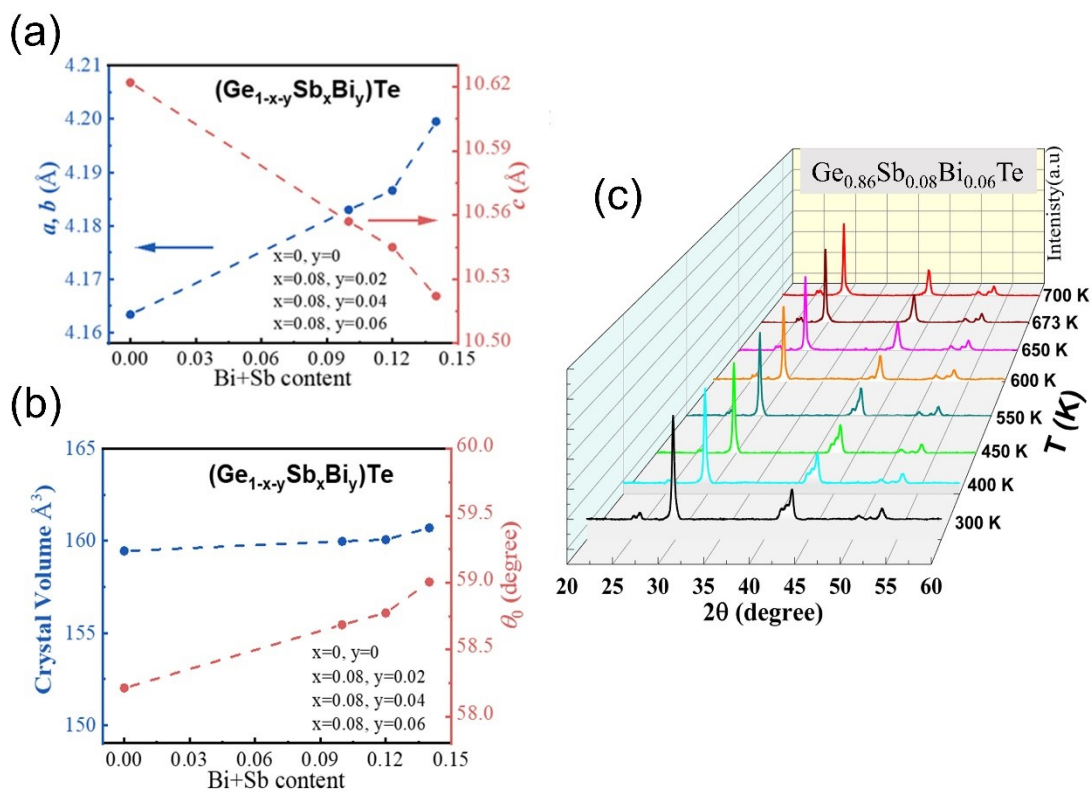 (a)
(Ge1-x-ySbxBiy)Te
4.21
4.20
4.19
4.18
4.17
4.16
a, b (Å)
10.62
10.59
10.56
10.53
10.50
c (Å)
x=0, y=0
x=0.08, y=0.02
x=0.08, y=0.04
x=0.08, y=0.06
0.00 0.03 0.06 0.09 0.12 0.15
Bi+Sb content
(b)
(Ge1-x-ySbxBiy)Te
165
160
155
150
Crystal Volume Å3
60.0
59.4
59.0
58.5
58.0
θ0 (degree)
x=0, y=0
x=0.08, y=0.02
x=0.08, y=0.04
x=0.08, y=0.06
0.00 0.03 0.06 0.09 0.12 0.15
Bi+Sb content
(c)
Ge0.86Sb0.08Bi0.06Te
Intenisty(a.u)
700 K
673 K
650 K
600 K
550 K
450 K
400 K
300 K
T (K)
20 25 30 35 40 45 50 55 60
2θ (degree)